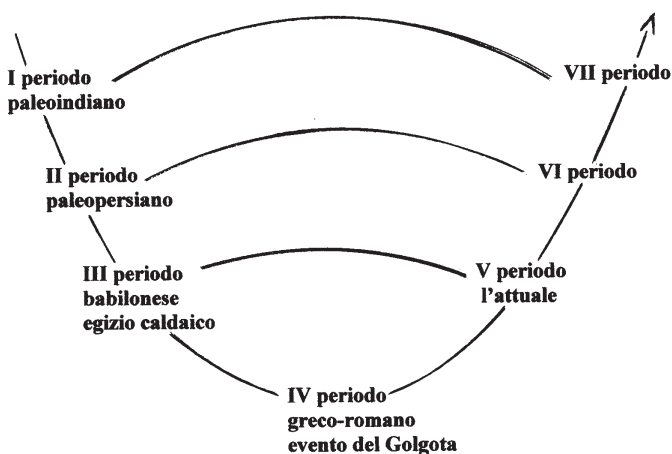 I periodo
paleoindiano
VII periodo
II periodo
paleopersiano
VI periodo
III periodo
babilonese
egizio caldaico
V periodo
l’attuale
IV periodo
greco-romano
evento del Golgota